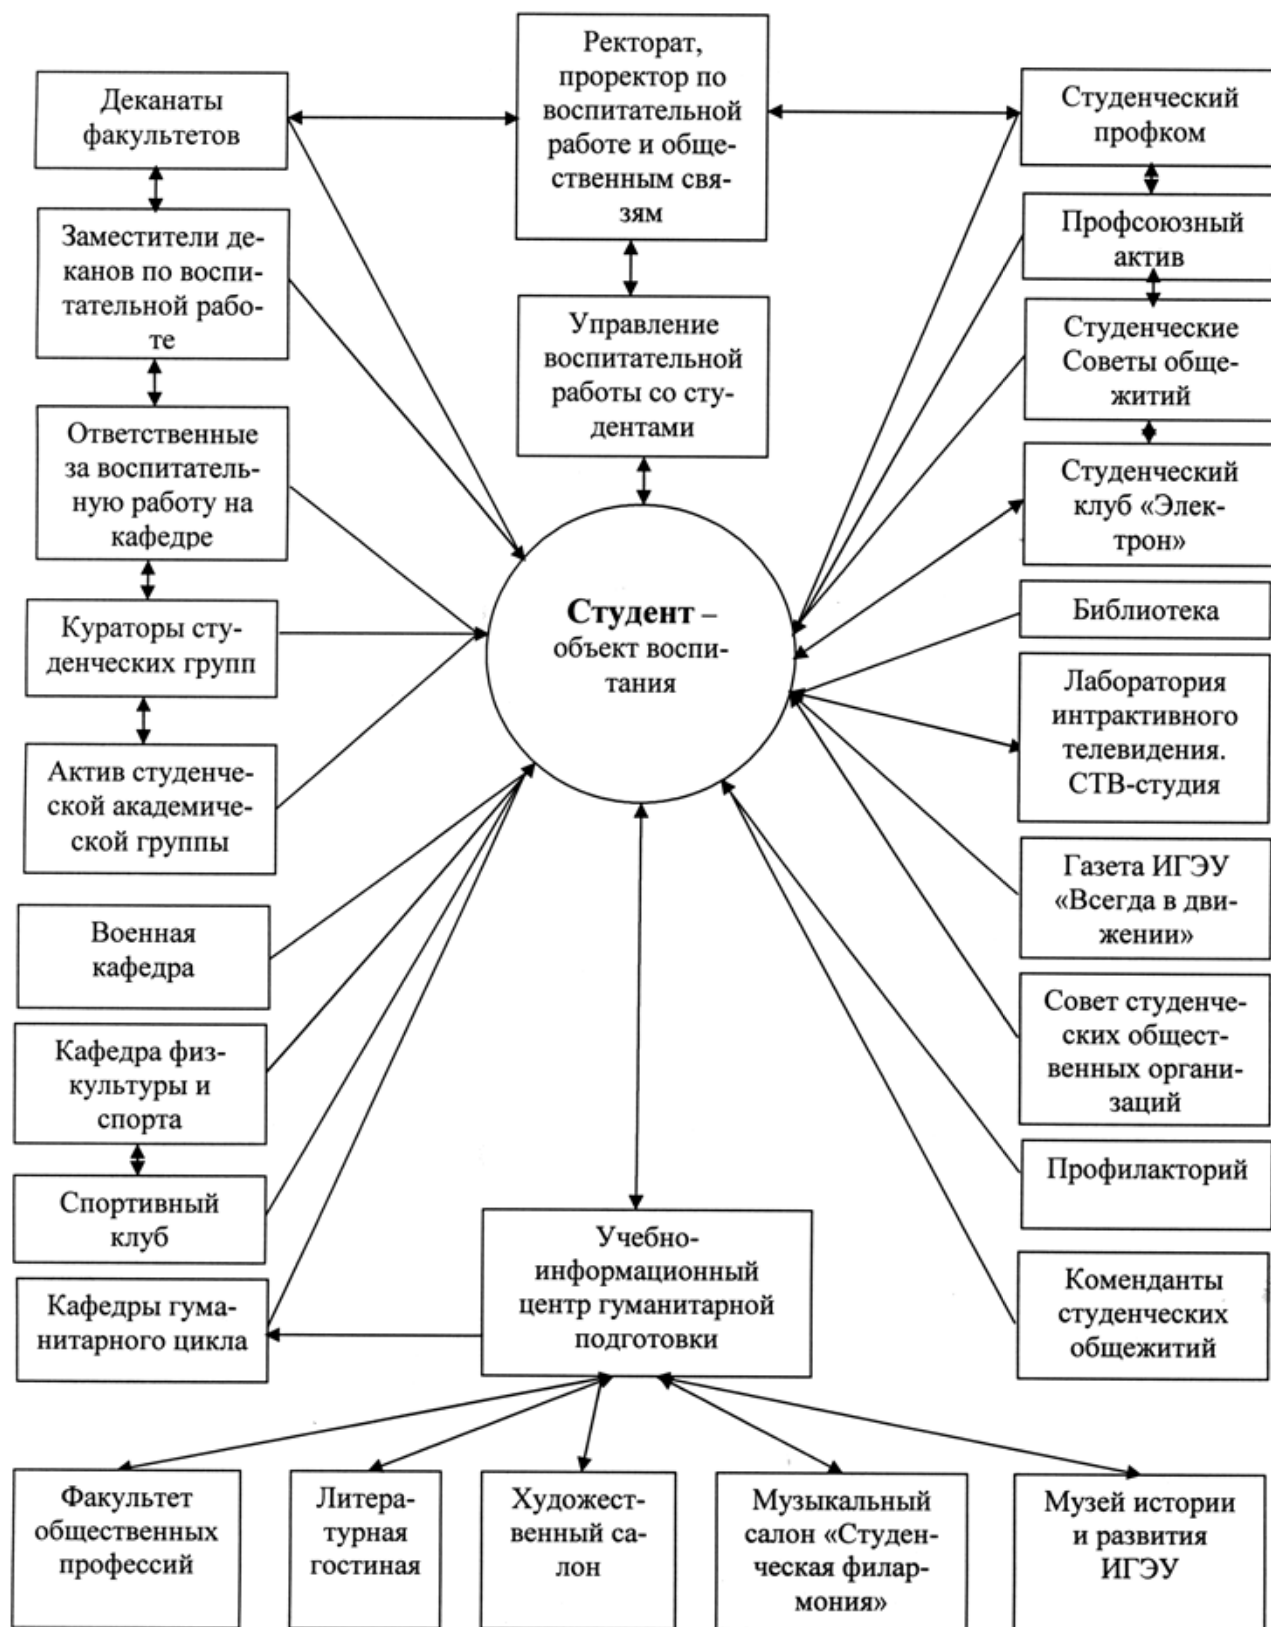 Ректорат,
проректор по
воспитательной
работе и обще-
ственным свя-
зям
Деканаты
факультетов
Студенческий
профком
Заместители де-
канов по воспи-
тательной рабо-
те
Управление
воспитательной
работы со сту-
дентами
Профсоюзный
актив
Студенческие
Советы обще-
житий
Ответственные
за воспитатель-
ную работу на
кафедре
Студенческий
клуб «Элек-
трон»
Студент –
объект воспи-
тания
Кураторы сту-
денческих групп
Библиотека
Лаборатория
интрактивного
телевидения.
СТВ-студия
Актив студенче-
ской академиче-
ской группы
Газета ИГЭУ
«Всегда в дви-
жении»
Военная
кафедра
Совет студенче-
ских общест-
венных органи-
заций
Кафедра физ-
культуры и
спорта
Профилакторий
Спортивный
клуб
Учебно-
информационный
центр гуманитарной
подготовки
Коменданты
студенческих
общежитий
Кафедры гума-
нитарного цикла
Факультет
общественных
профессий
Литера-
турная
гостиная
Художест-
венный са-
лон
Музыкальный
салон «Студен-
ческая филар-
мония»
Музей истории
и развития
ИГЭУ